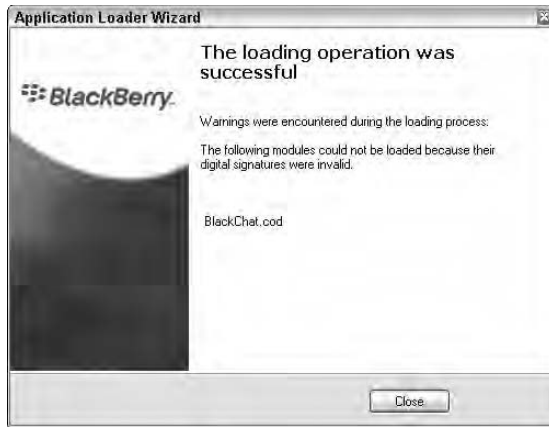 Application Loader Wizard
The loading operation was
successful
BlackBerry.
Warnings were encountered during the loading process:
The following modules could not be loaded because their
digital signatures were invalid.
BlackChat.cod
Close